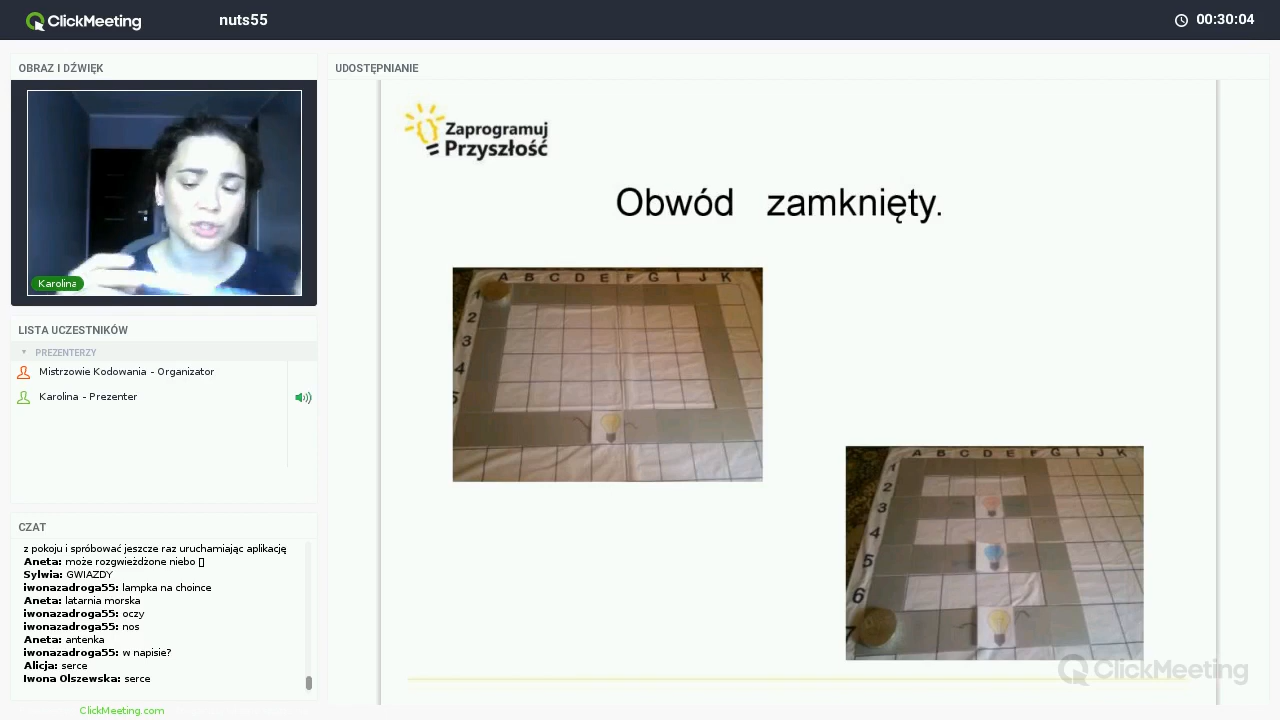 ClickMeeting
nuts55
00:30:04
OBRAZ I DŹWIĘK
Karolina
LISTA UCZESTNIKÓW
PREZENTERZY
Mistrzowie Kodowania - Organizator
Karolina - Prezenter
CZAT
z pokoju i spróbować jeszcze raz uruchamiając aplikację
Aneta: może rozgwieżdżone niebo []
Sylwia: GWIAZDY
iwonazadroga55: lampka na choince
Aneta: latarnia morska
iwonazadroga55: oczy
iwonazadroga55: nos
Aneta: antenka
iwonazadroga55: w napisie?
Alicja: serce
Iwona Olszewska: serce
ClickMeeting.com
UDOSTĘPNIANIE
Zaprogramuj
Przyszłość
Obwód zamknięty.
A B C D E F G I J K
1
2
3
4
5
A B C D E F G I J K
1
2
3
4
5
6
7
ClickMeeting